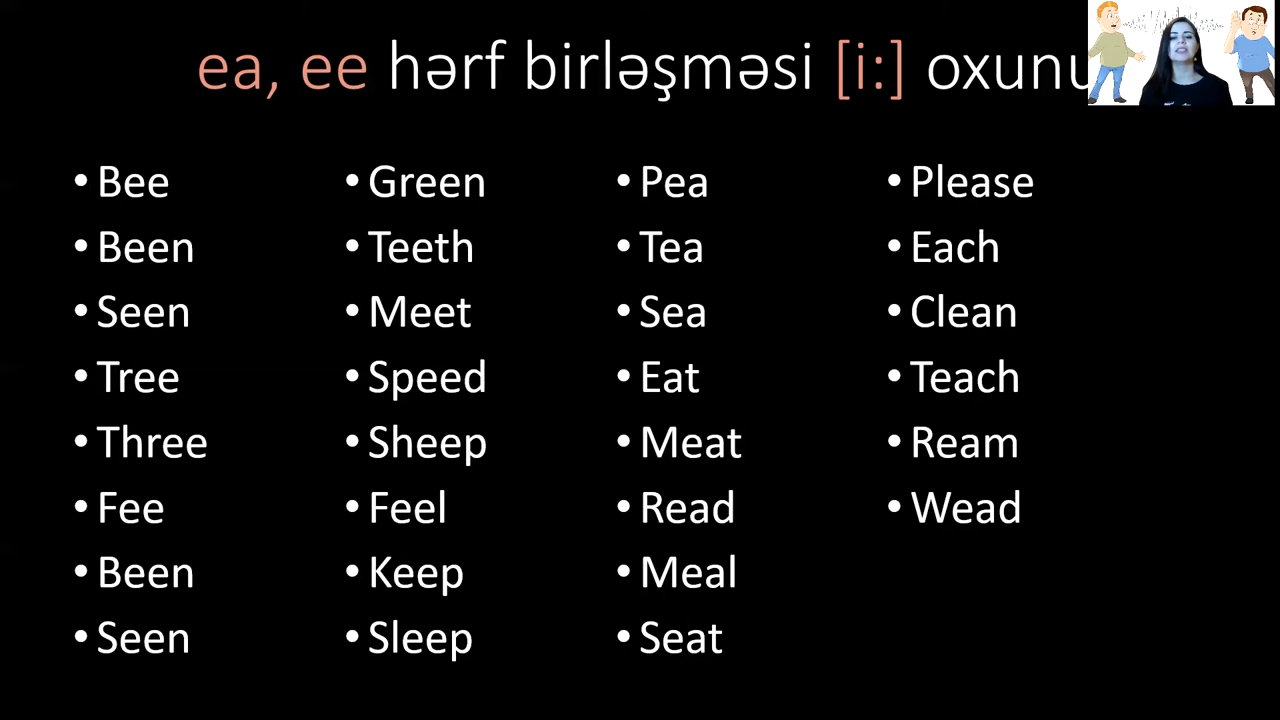 ea, ee hərf birləşməsi [i:] oxunu
• Bee
• Been
• Seen
• Tree
• Three
• Fee
• Been
• Seen
• Green
• Teeth
• Meet
• Speed
• Sheep
• Feel
• Keep
• Sleep
• Pea
• Tea
• Sea
• Eat
• Meat
• Read
• Meal
• Seat
• Please
• Each
• Clean
• Teach
• Ream
• Wead